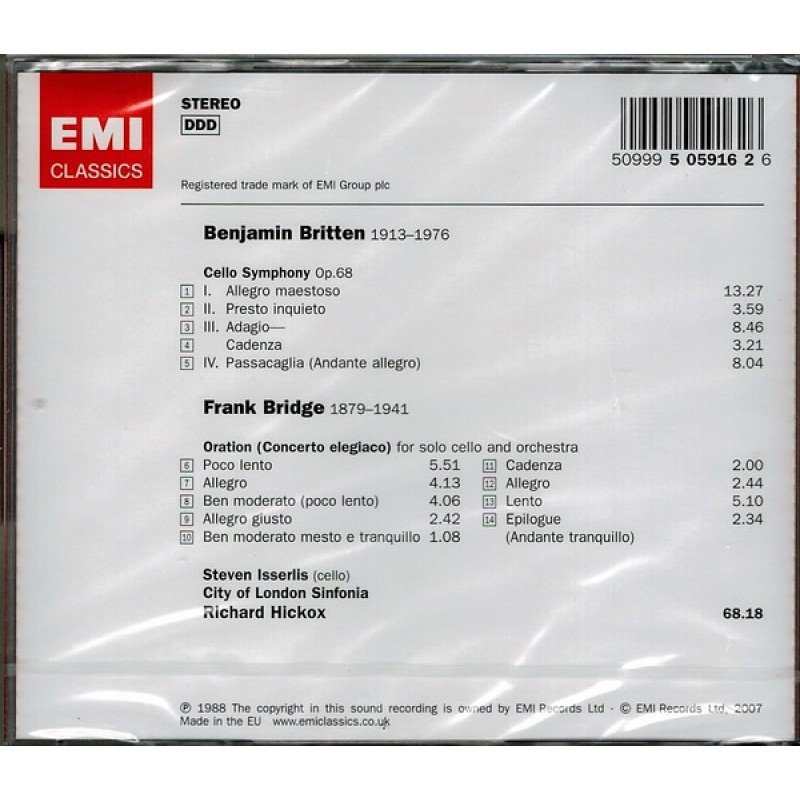 EMI
CLASSICS
STEREO
DDD
50999 5 05916 2 6
Registered trade mark of EMI Group plc
Benjamin Britten 1913–1976
Cello Symphony Op.68
1 I. Allegro maestoso 13.27
2 II. Presto inquieto 3.59
3 III. Adagio— 8.46
4 Cadenza 3.21
5 IV. Passacaglia (Andante allegro) 8.04
Frank Bridge 1879–1941
Oration (Concerto elegiaco) for solo cello and orchestra
6 Poco lento 5.51
7 Allegro 4.13
8 Ben moderato (poco lento) 4.06
9 Allegro giusto 2.42
10 Ben moderato mesto e tranquillo 1.08
11 Cadenza 2.00
12 Allegro 2.44
13 Lento 5.10
14 Epilogue 2.34
(Andante tranquillo)
Steven Isserlis (cello)
City of London Sinfonia
Richard Hickox 68.18
℗ 1988 The copyright in this sound recording is owned by EMI Records Ltd · © EMI Records Ltd, 2007
Made in the EU www.emiclassics.co.uk